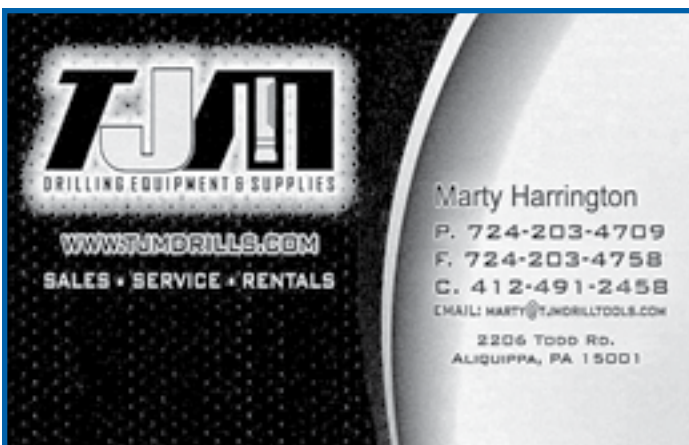 TJM
DRILLING EQUIPMENT & SUPPLIES
WWW.TJMDRILLS.COM
SALES • SERVICE • RENTALS
Marty Harrington
P. 724-203-4709
F. 724-203-4758
C. 412-491-2458
EMAIL: MARTY@TJMDRILLTOOLS.COM
2206 TODD RD.
ALIQUIPPA, PA 15001